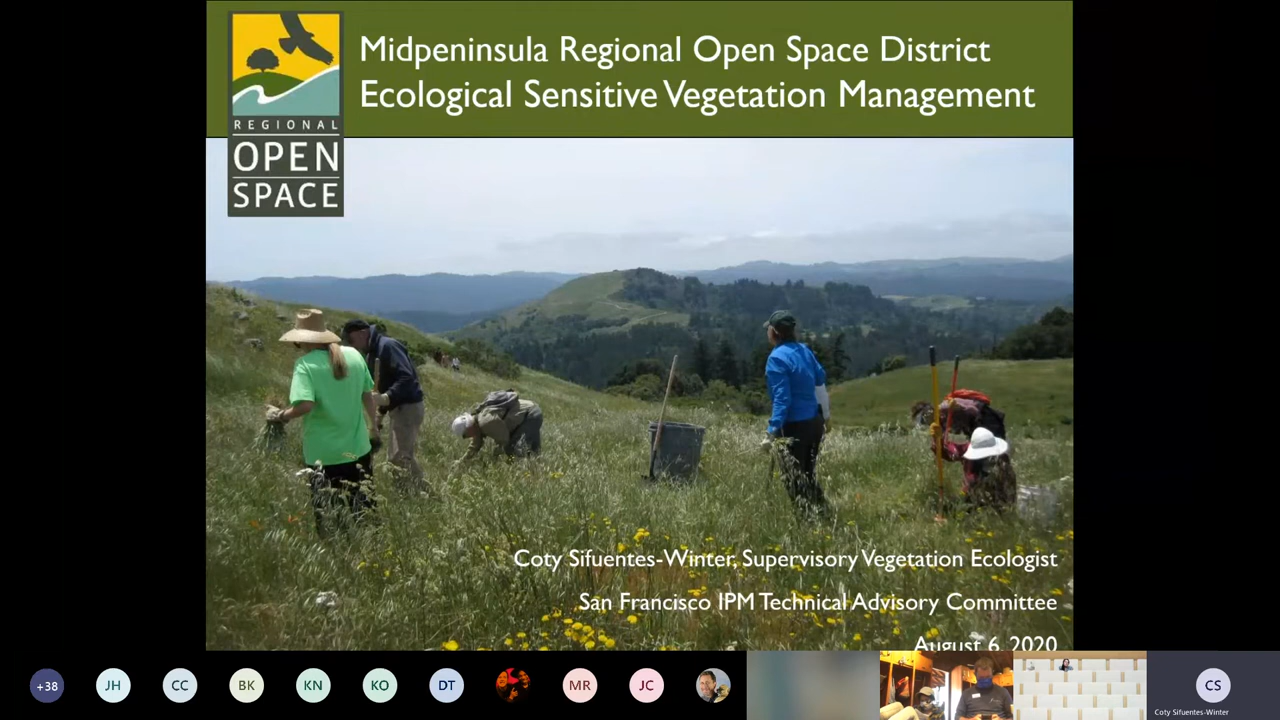 Midpeninsula Regional Open Space District
Ecological Sensitive Vegetation Management
REGIONAL
OPEN
SPACE
Coty Sifuentes-Winter, Supervisory Vegetation Ecologist
San Francisco IPM Technical Advisory Committee
August 6, 2020
+38
JH
CC
BK
KN
KO
DT
MR
JC
CS
Coty Sifuentes-Winter